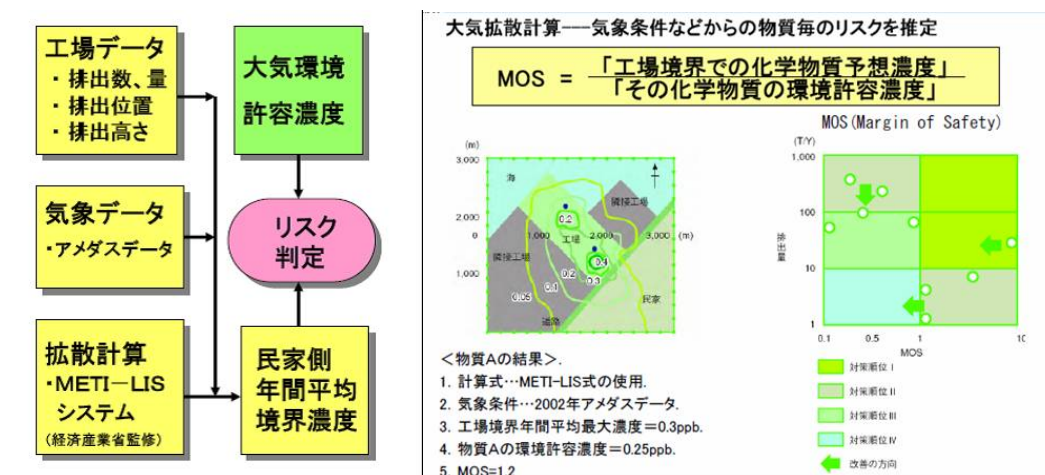 工場データ
・排出数、量
・排出位置
・排出高さ
大気環境
許容濃度
気象データ
・アメダスデータ
リスク
判定
拡散計算
・METI－LIS
システム
(経済産業省監修)
民家側
年間平均
境界濃度
大気拡散計算---気象条件などからの物質毎のリスクを推定
MOS = 「工場境界での化学物質予想濃度」
「その化学物質の環境許容濃度」
(m)
3,000
海
隣接工場
2,000
0.2
0
1,000
工場
2,000
3,000
(m)
隣接工場
0.4
1,000
0.2
0.3
0.1
0.05
民家
道路
<物質Aの結果>.
1. 計算式…METI-LIS式の使用.
2. 気象条件…2002年アメダスデータ.
3. 工場境界年間平均最大濃度＝0.3ppb.
4. 物質Aの環境許容濃度＝0.25ppb.
5. MOS=1.2
MOS(Margin of Safety)
(T/Y)
1,000
100
排出量
10
1
0.1
0.5
1
10
MOS
対策順位 I
対策順位 II
対策順位 III
対策順位 IV
改善の方向